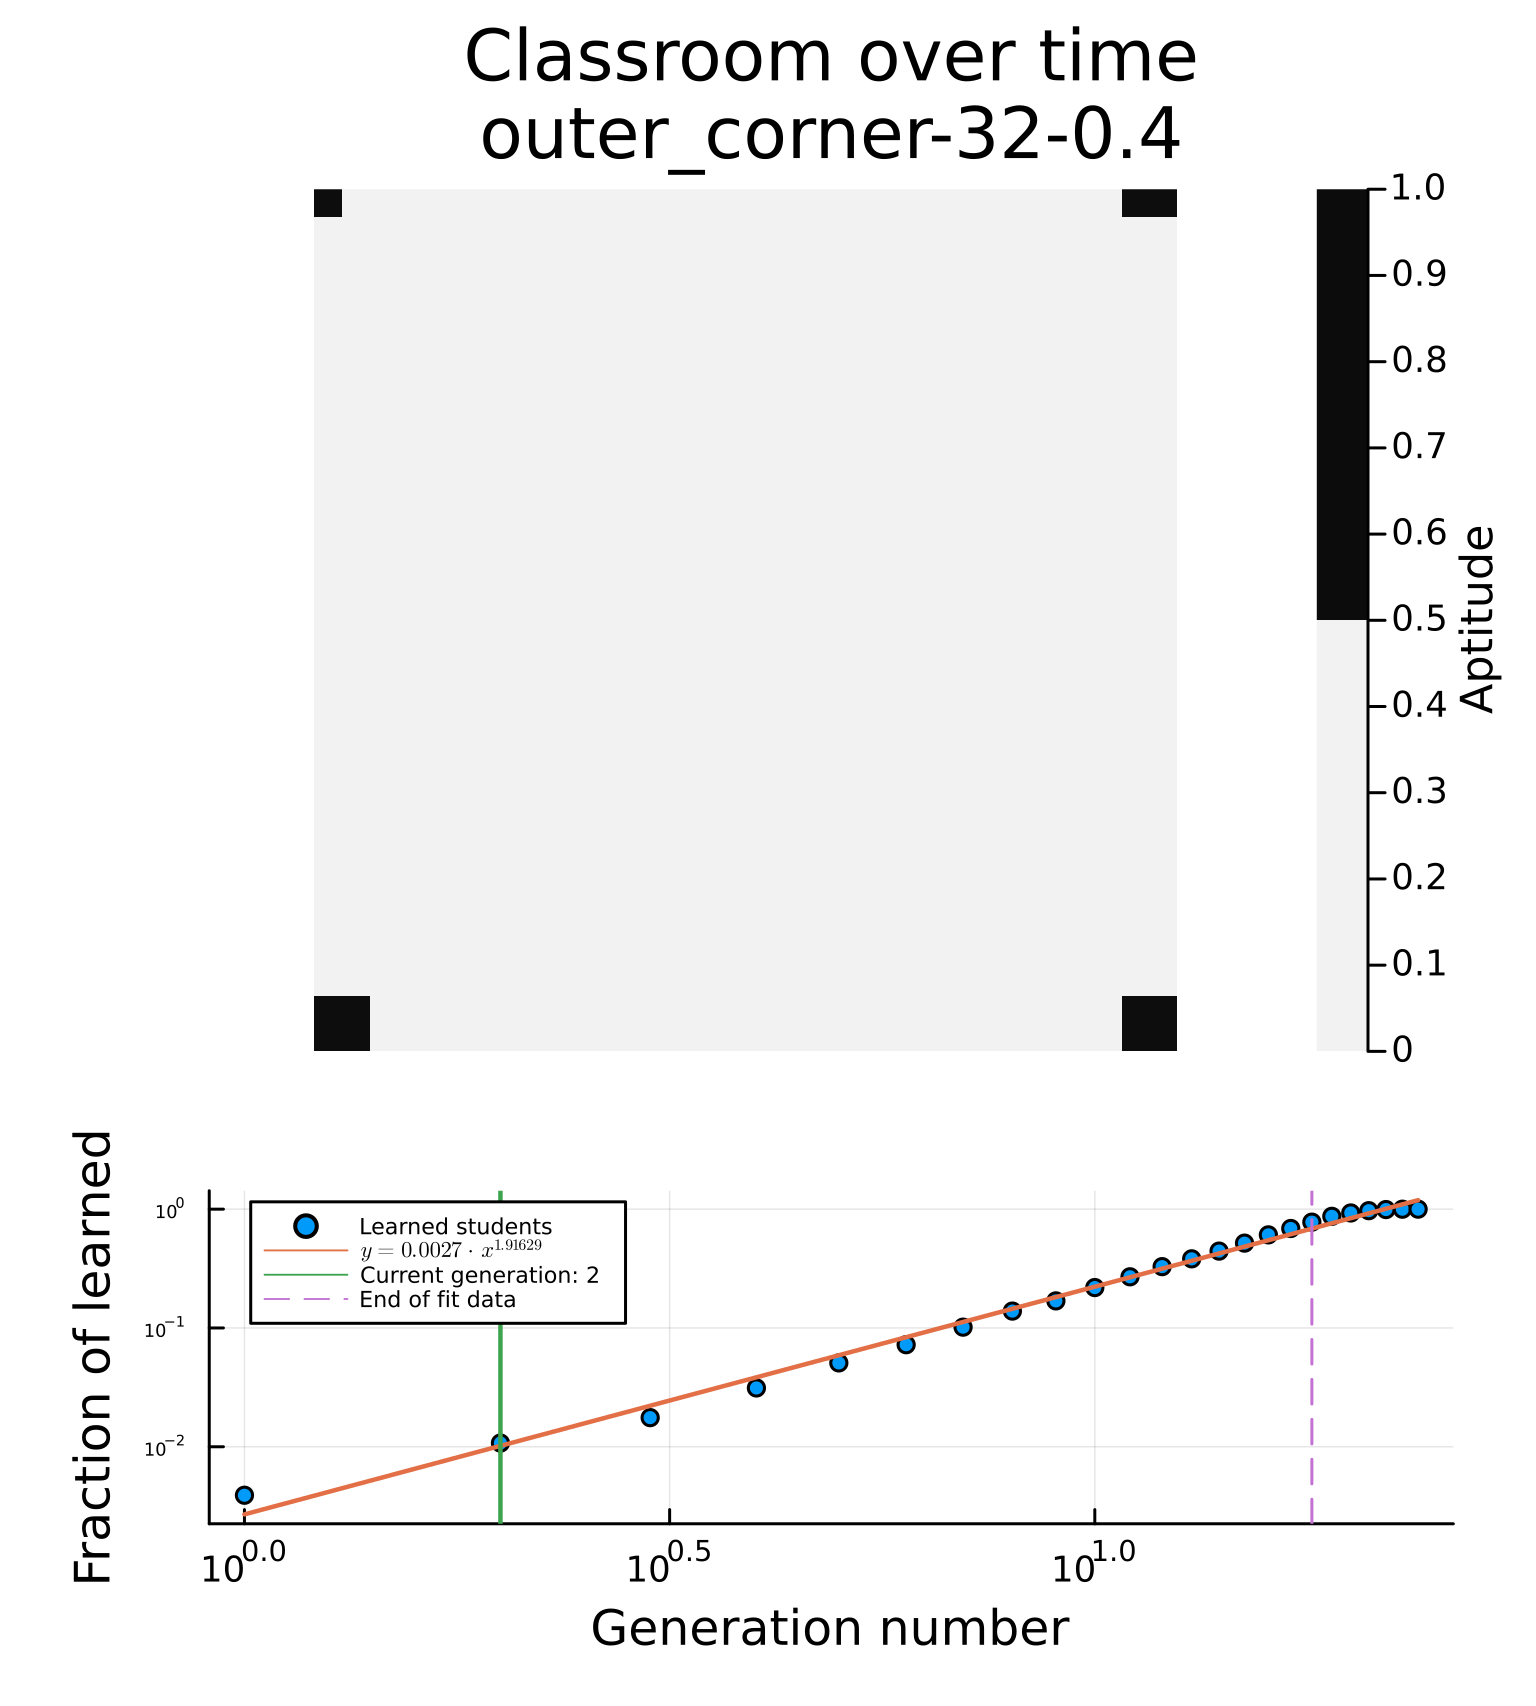 Classroom over time
outer_corner-32-0.4
1.0
0.9
0.8
0.7
0.6
0.5
0.4
0.3
0.2
0.1
0
Aptitude
Fraction of learned
10⁰
10⁻¹
10⁻²
Learned students
y = 0.0027 · x^1.91629
Current generation: 2
End of fit data
10^0.0
10^0.5
10^1.0
Generation number